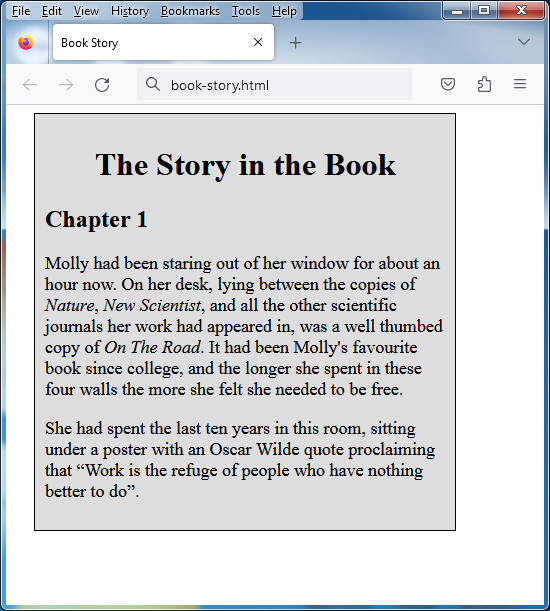 File Edit View History Bookmarks Tools Help
Book Story
book-story.html
The Story in the Book
Chapter 1
Molly had been staring out of her window for about an
hour now. On her desk, lying between the copies of
Nature, New Scientist, and all the other scientific
journals her work had appeared in, was a well thumbed
copy of On The Road. It had been Molly's favourite
book since college, and the longer she spent in these
four walls the more she felt she needed to be free.
She had spent the last ten years in this room, sitting
under a poster with an Oscar Wilde quote proclaiming
that “Work is the refuge of people who have nothing
better to do”.